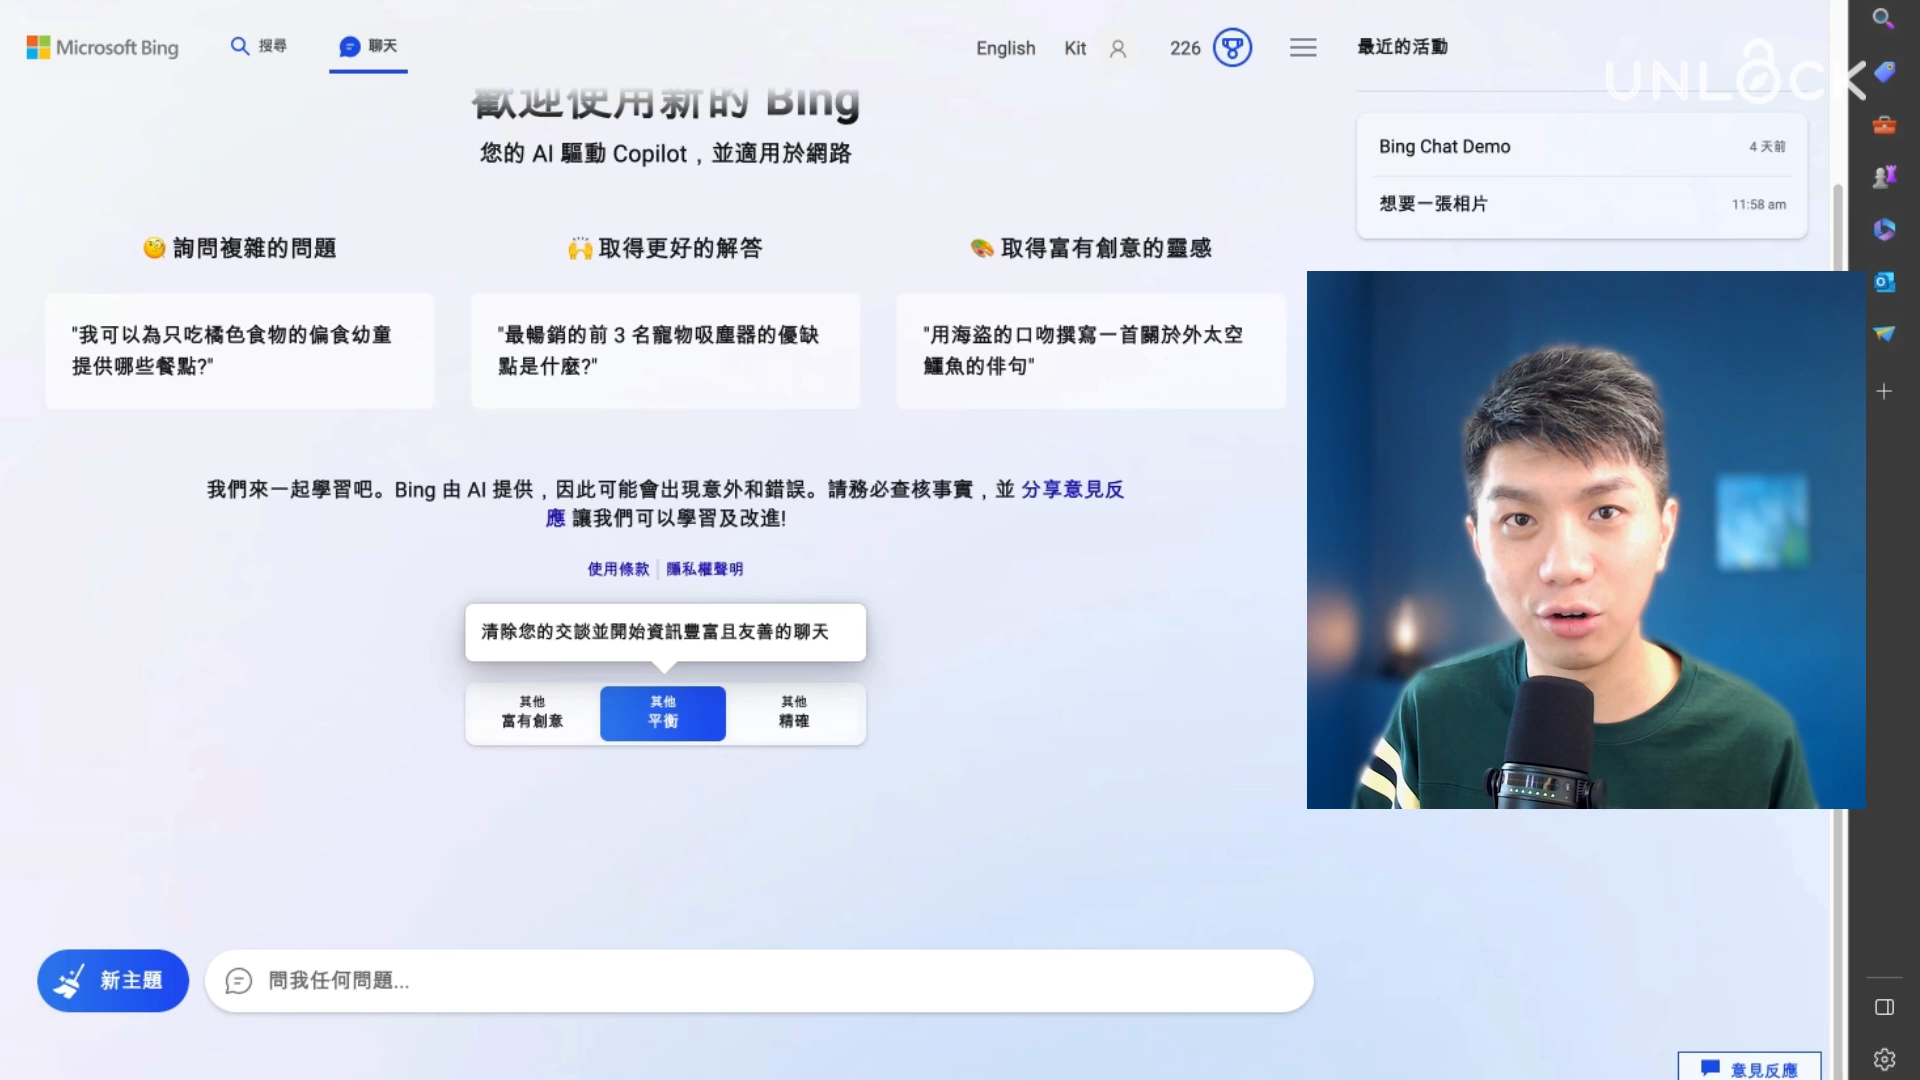 Microsoft Bing
搜尋
聊天
English
Kit
226
最近的活動
UNLOCK
歡迎使用新的 Bing
您的 AI 驅動 Copilot，並適用於網路
Bing Chat Demo
4 天前
想要一張相片
11:58 am
詢問複雜的問題
取得更好的解答
取得富有創意的靈感
"我可以為只吃橘色食物的偏食幼童
提供哪些餐點?"
"最暢銷的前 3 名寵物吸塵器的優缺
點是什麼?"
"用海盜的口吻撰寫一首關於外太空
鱷魚的俳句"
我們來一起學習吧。Bing 由 AI 提供，因此可能會出現意外和錯誤。請務必查核事實，並 分享意見反
應 讓我們可以學習及改進!
使用條款
隱私權聲明
清除您的交談並開始資訊豐富且友善的聊天
其他
富有創意
其他
平衡
其他
精確
新主題
問我任何問題...
意見反應